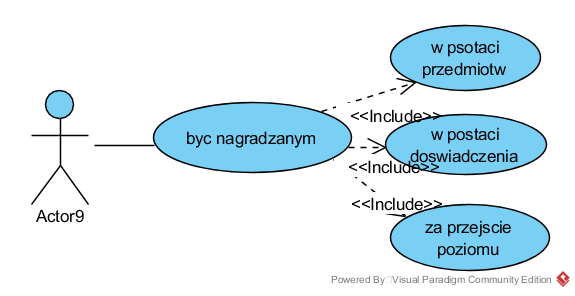 w psotaci
przedmiotw
<<Include>>
byc nagradzanym
w postaci
doswiadczenia
<<Include>>
<<Include>>
za przejscie
poziomu
Actor9
Powered By Visual Paradigm Community Edition